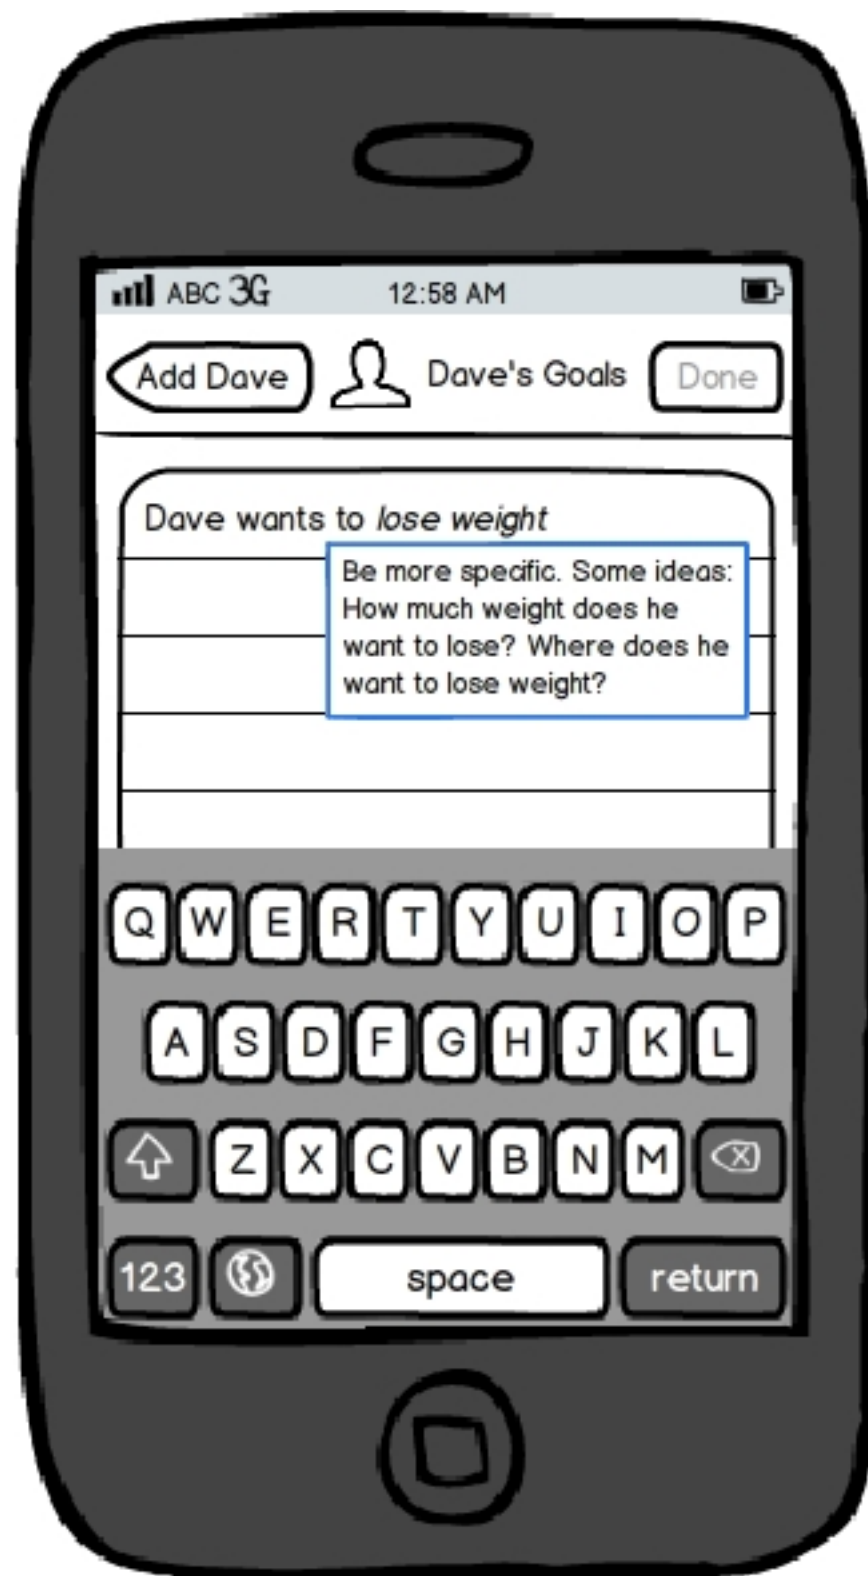 ABC 3G 12:58 AM
Add Dave Dave's Goals Done
Dave wants to lose weight
Be more specific. Some ideas:
How much weight does he
want to lose? Where does he
want to lose weight?
Q W E R T Y U I O P
A S D F G H J K L
Z X C V B N M
123 space return